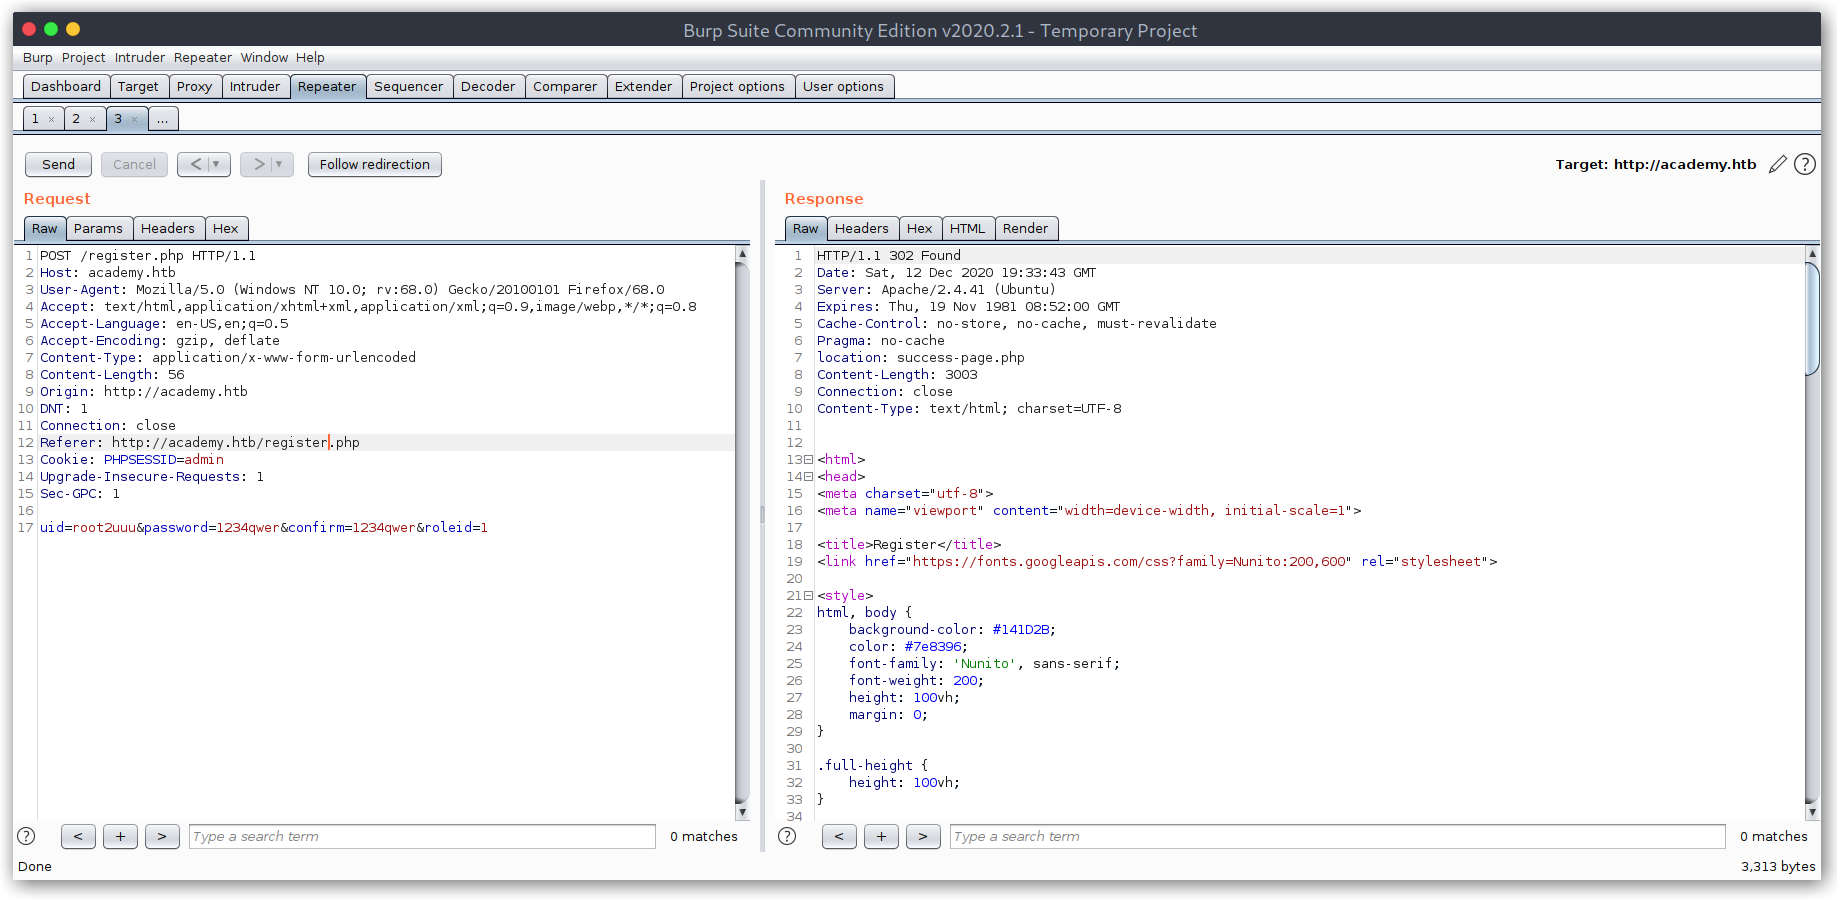 Burp Suite Community Edition v2020.2.1 - Temporary Project
Burp Project Intruder Repeater Window Help
Dashboard Target Proxy Intruder Repeater Sequencer Decoder Comparer Extender Project options User options
1 × 2 × 3 × ...
Send Cancel < ▼ > ▼ Follow redirection Target: http://academy.htb ?
Request
Raw Params Headers Hex
1 POST /register.php HTTP/1.1
2 Host: academy.htb
3 User-Agent: Mozilla/5.0 (Windows NT 10.0; rv:68.0) Gecko/20100101 Firefox/68.0
4 Accept: text/html,application/xhtml+xml,application/xml;q=0.9,image/webp,*/*;q=0.8
5 Accept-Language: en-US,en;q=0.5
6 Accept-Encoding: gzip, deflate
7 Content-Type: application/x-www-form-urlencoded
8 Content-Length: 56
9 Origin: http://academy.htb
10 DNT: 1
11 Connection: close
12 Referer: http://academy.htb/register.php
13 Cookie: PHPSESSID=admin
14 Upgrade-Insecure-Requests: 1
15 Sec-GPC: 1
16
17 uid=root2uuu&password=1234qwer&confirm=1234qwer&roleid=1
? < + > Type a search term 0 matches
Response
Raw Headers Hex HTML Render
1 HTTP/1.1 302 Found
2 Date: Sat, 12 Dec 2020 19:33:43 GMT
3 Server: Apache/2.4.41 (Ubuntu)
4 Expires: Thu, 19 Nov 1981 08:52:00 GMT
5 Cache-Control: no-store, no-cache, must-revalidate
6 Pragma: no-cache
7 location: success-page.php
8 Content-Length: 3003
9 Connection: close
10 Content-Type: text/html; charset=UTF-8
11
12
13 <html>
14 <head>
15 <meta charset="utf-8">
16 <meta name="viewport" content="width=device-width, initial-scale=1">
17
18 <title>Register</title>
19 <link href="https://fonts.googleapis.com/css?family=Nunito:200,600" rel="stylesheet">
20
21 <style>
22 html, body {
23 background-color: #141D2B;
24 color: #7e8396;
25 font-family: 'Nunito', sans-serif;
26 font-weight: 200;
27 height: 100vh;
28 margin: 0;
29 }
30
31 .full-height {
32 height: 100vh;
33 }
34
? < + > Type a search term 0 matches
Done 3,313 bytes